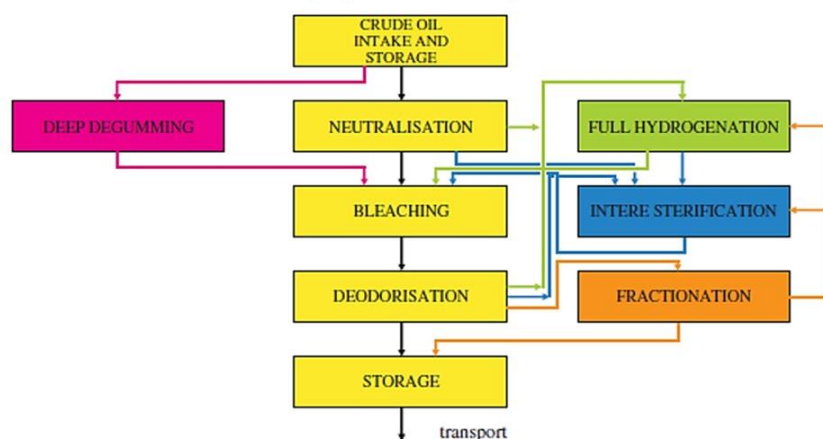 CRUDE OIL
INTAKE AND
STORAGE
DEEP DEGUMMING
NEUTRALISATION
FULL HYDROGENATION
BLEACHING
INTERE STERIFICATION
DEODORISATION
FRACTIONATION
STORAGE
transport